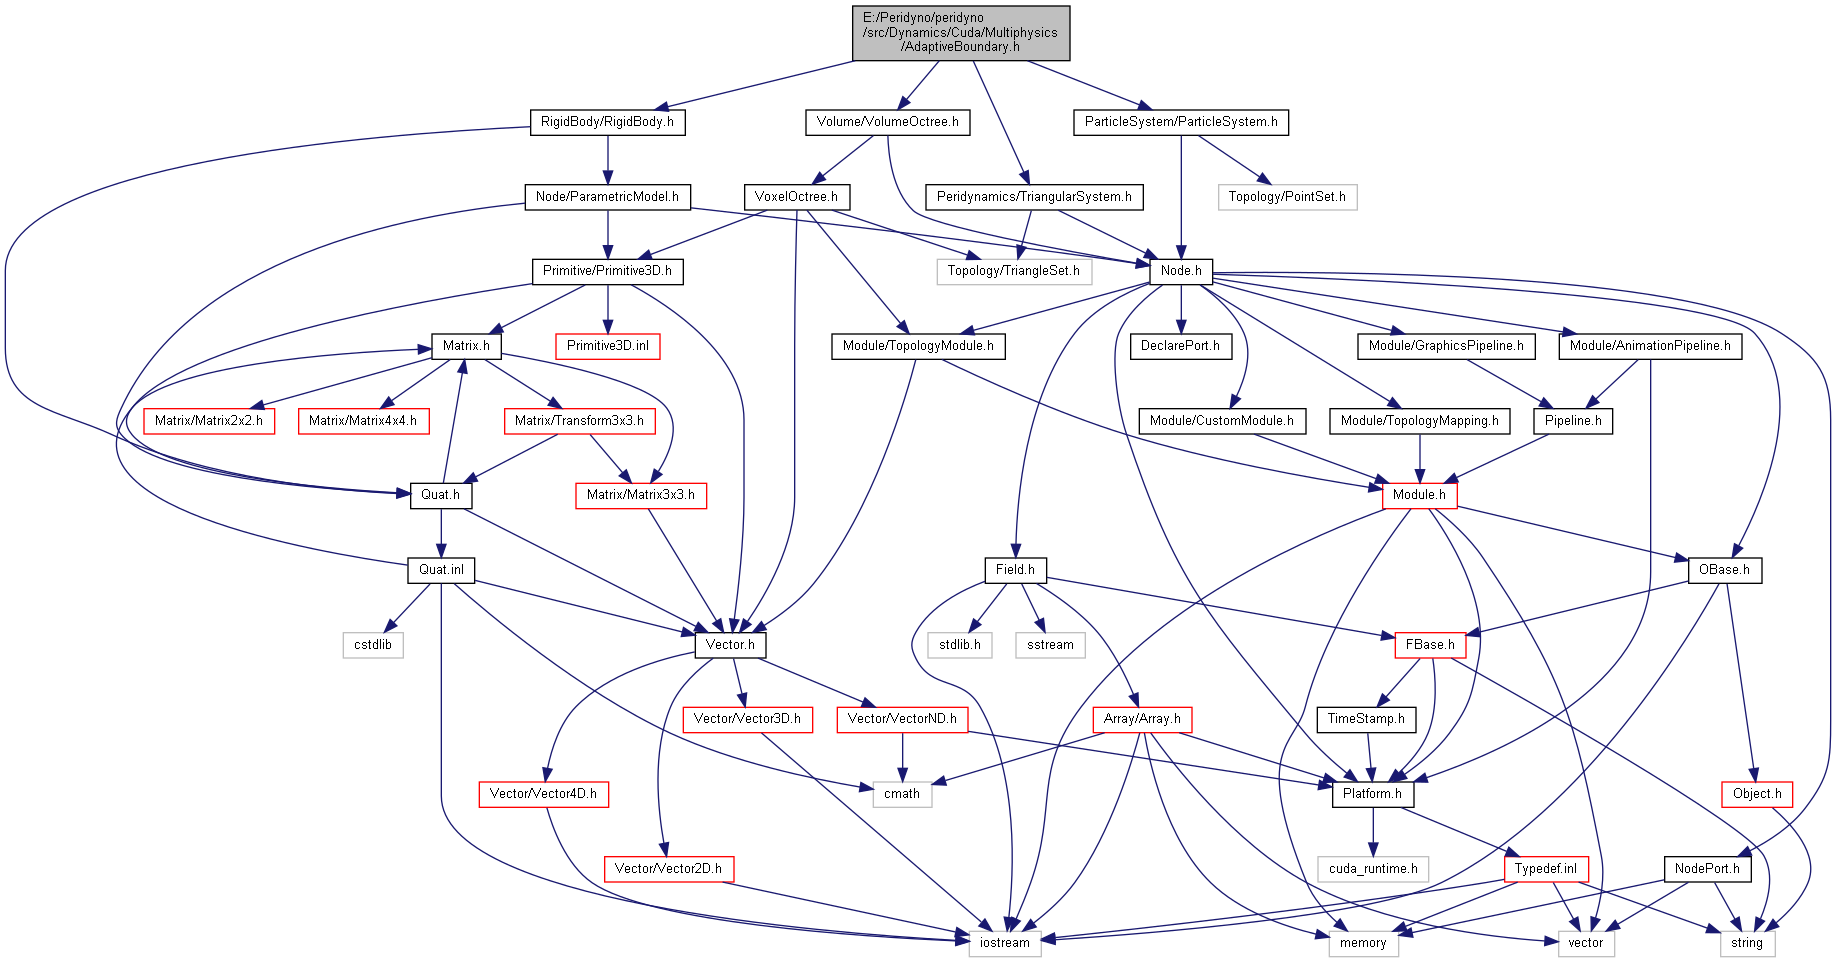 E:/Peridyno/peridyno
/src/Dynamics/Cuda/Multiphysics
/AdaptiveBoundary.h
RigidBody/RigidBody.h
Volume/VolumeOctree.h
ParticleSystem/ParticleSystem.h
Node/ParametricModel.h
VoxelOctree.h
Peridynamics/TriangularSystem.h
Topology/PointSet.h
Primitive/Primitive3D.h
Topology/TriangleSet.h
Node.h
Matrix.h
Primitive3D.inl
Module/TopologyModule.h
DeclarePort.h
Module/GraphicsPipeline.h
Module/AnimationPipeline.h
Matrix/Matrix2x2.h
Matrix/Matrix4x4.h
Matrix/Transform3x3.h
Module/CustomModule.h
Module/TopologyMapping.h
Pipeline.h
Quat.h
Matrix/Matrix3x3.h
Module.h
Quat.inl
Field.h
OBase.h
cstdlib
Vector.h
stdlib.h
sstream
FBase.h
Vector/Vector3D.h
Vector/VectorND.h
Array/Array.h
TimeStamp.h
Vector/Vector4D.h
cmath
Platform.h
Object.h
Vector/Vector2D.h
cuda_runtime.h
Typedef.inl
NodePort.h
iostream
memory
vector
string